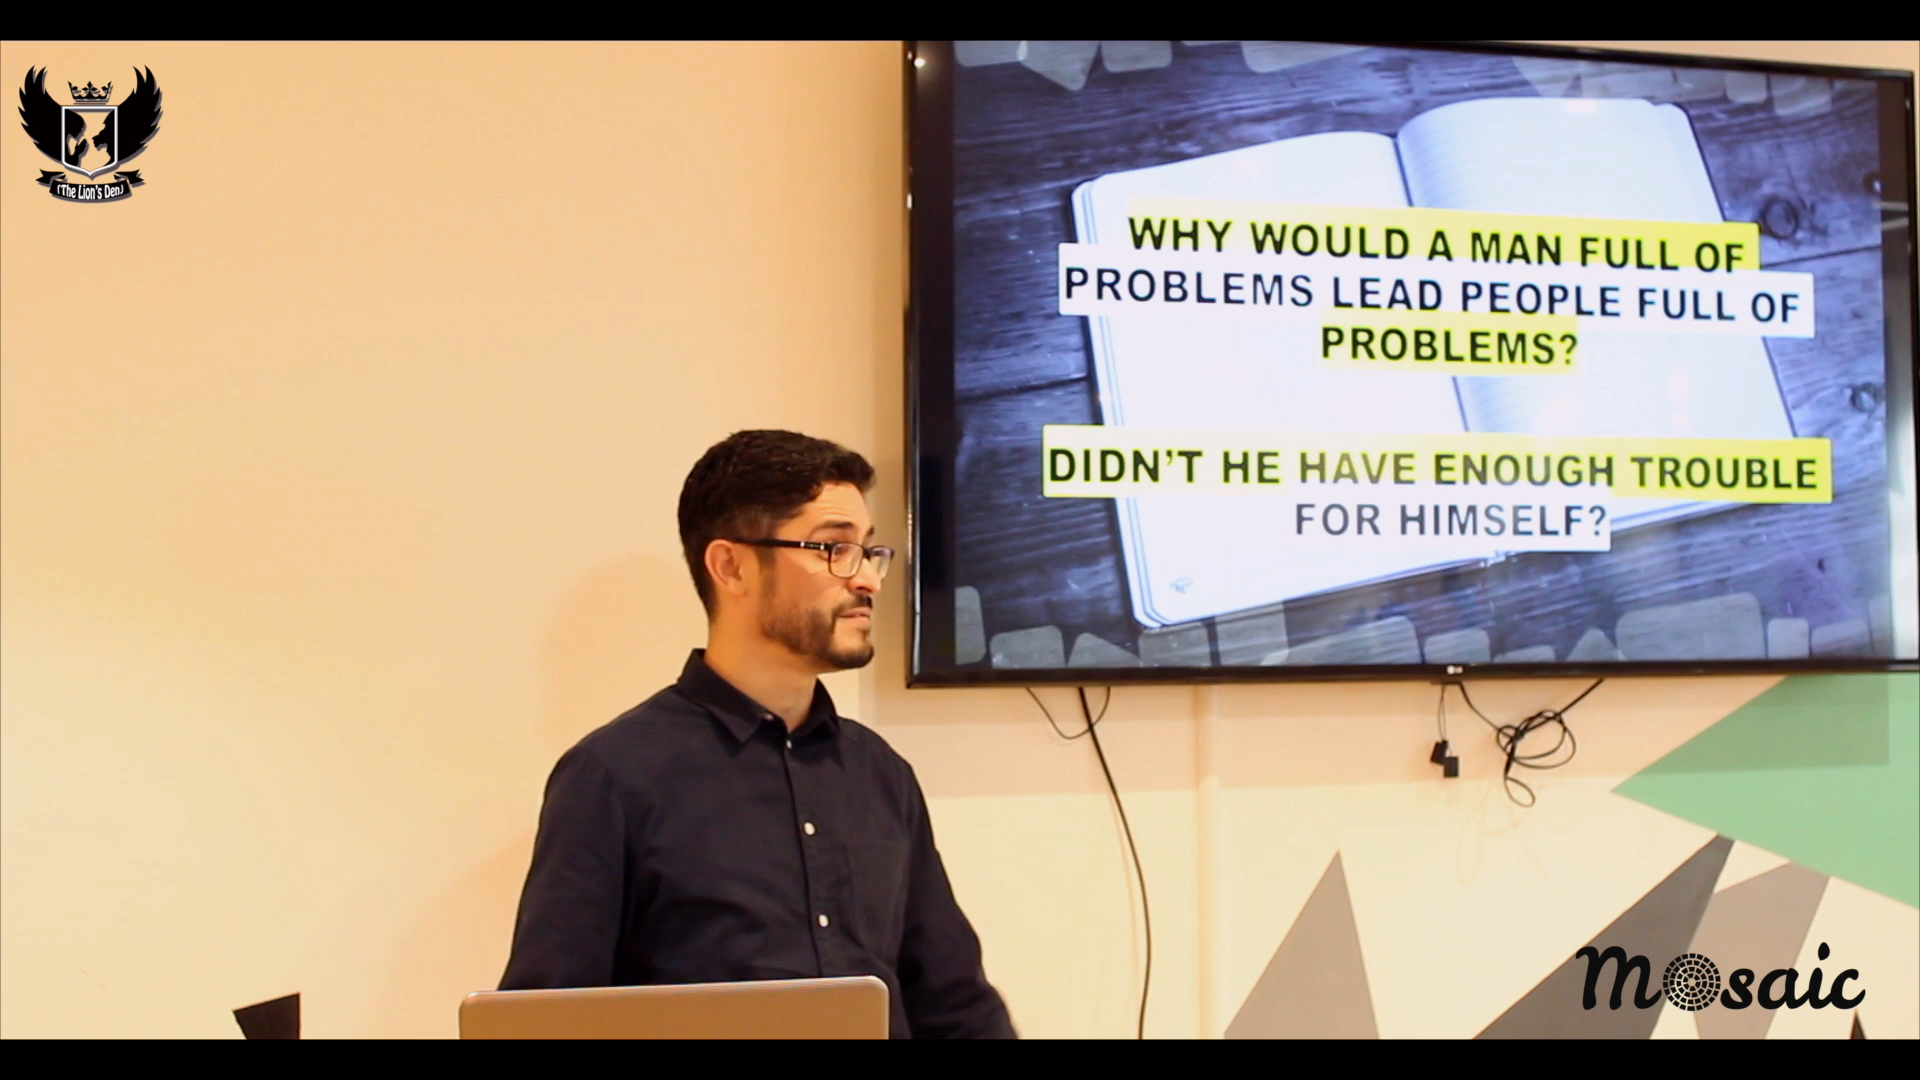 (The Lion's Den)
WHY WOULD A MAN FULL OF
PROBLEMS LEAD PEOPLE FULL OF
PROBLEMS?
DIDN'T HE HAVE ENOUGH TROUBLE
FOR HIMSELF?
LG
Mosaic